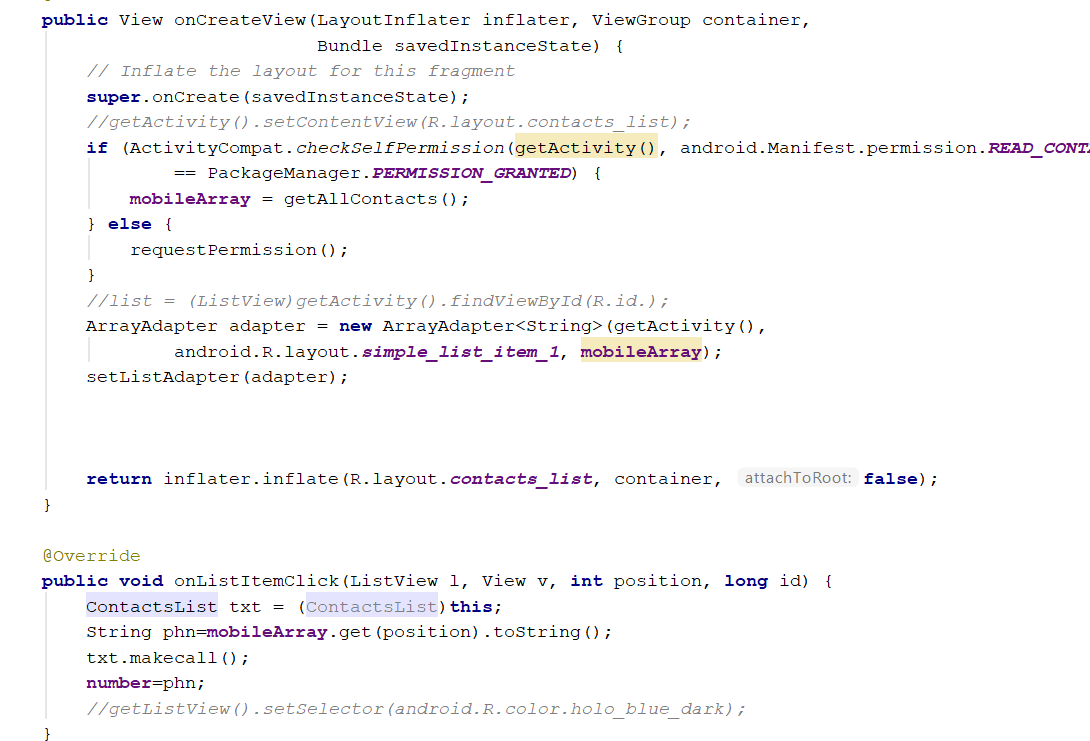 public View onCreateView(LayoutInflater inflater, ViewGroup container,
                         Bundle savedInstanceState) {
    // Inflate the layout for this fragment
    super.onCreate(savedInstanceState);
    //getActivity().setContentView(R.layout.contacts_list);
    if (ActivityCompat.checkSelfPermission(getActivity(), android.Manifest.permission.READ_CONT
            == PackageManager.PERMISSION_GRANTED) {
        mobileArray = getAllContacts();
    } else {
        requestPermission();
    }
    //list = (ListView)getActivity().findViewById(R.id.);
    ArrayAdapter adapter = new ArrayAdapter<String>(getActivity(),
            android.R.layout.simple_list_item_1, mobileArray);
    setListAdapter(adapter);
    return inflater.inflate(R.layout.contacts_list, container, attachToRoot: false);
}
@Override
public void onListItemClick(ListView l, View v, int position, long id) {
    ContactsList txt = (ContactsList)this;
    String phn=mobileArray.get(position).toString();
    txt.makecall();
    number=phn;
    //getListView().setSelector(android.R.color.holo_blue_dark);
}